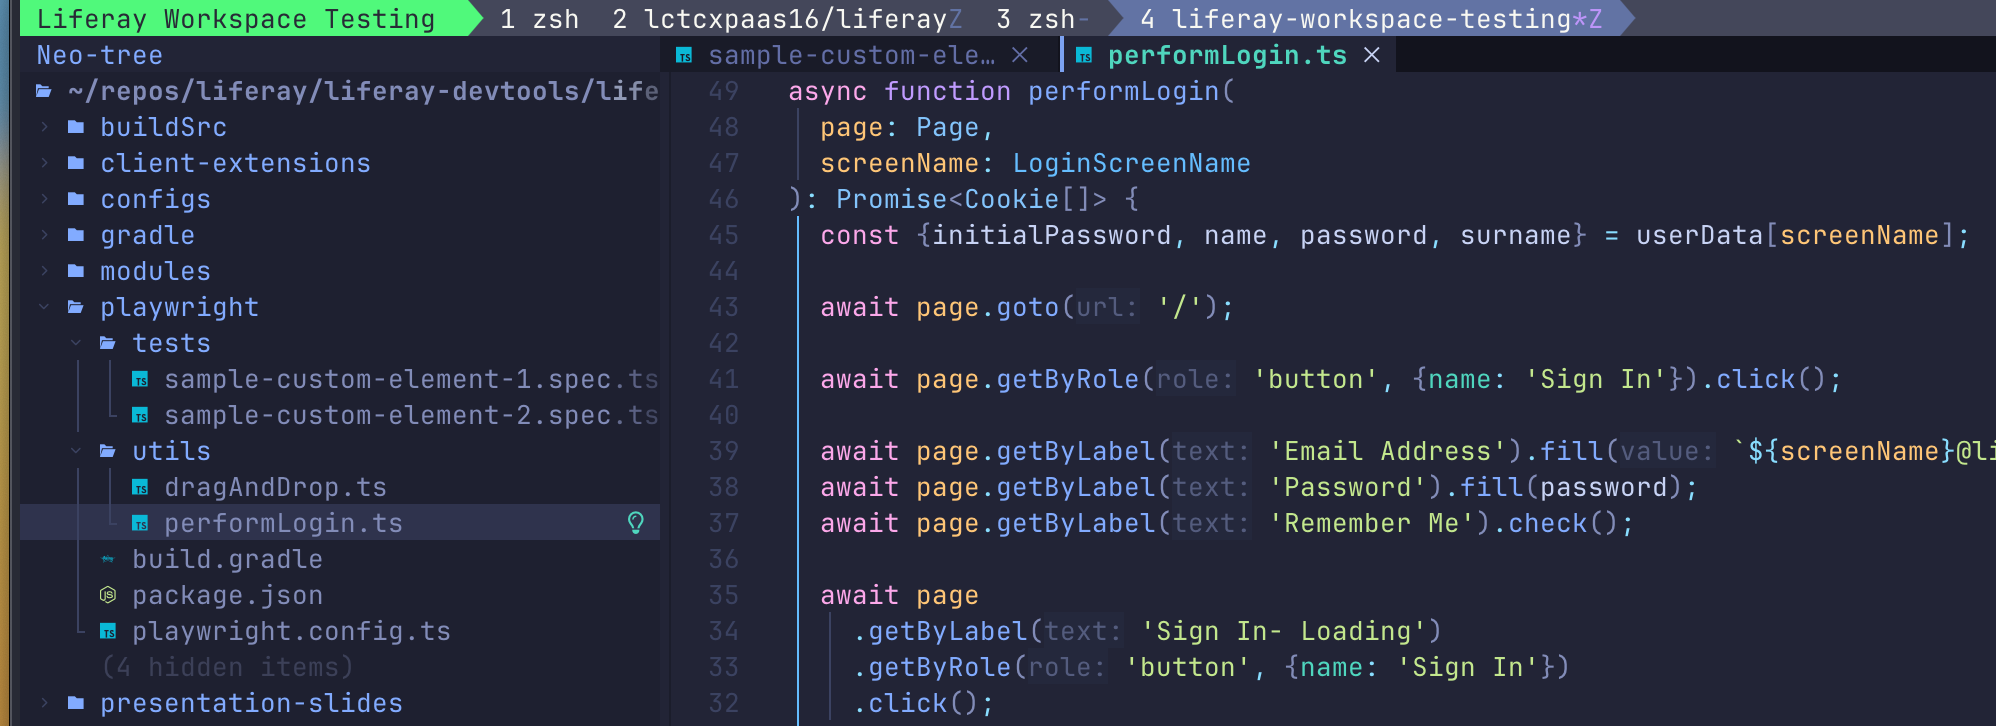 Liferay Workspace Testing 1 zsh 2 lctcxpaas16/liferayZ 3 zsh- 4 liferay-workspace-testing*Z
Neo-tree
~/repos/liferay/liferay-devtools/life
buildSrc
client-extensions
configs
gradle
modules
playwright
tests
sample-custom-element-1.spec.ts
sample-custom-element-2.spec.ts
utils
dragAndDrop.ts
performLogin.ts
build.gradle
package.json
playwright.config.ts
(4 hidden items)
presentation-slides
sample-custom-ele… × performLogin.ts ×
49 async function performLogin(
48 page: Page,
47 screenName: LoginScreenName
46 ): Promise<Cookie[]> {
45 const {initialPassword, name, password, surname} = userData[screenName];
44
43 await page.goto(url: '/');
42
41 await page.getByRole(role: 'button', {name: 'Sign In'}).click();
40
39 await page.getByLabel(text: 'Email Address').fill(value: `${screenName}@li
38 await page.getByLabel(text: 'Password').fill(password);
37 await page.getByLabel(text: 'Remember Me').check();
36
35 await page
34 .getByLabel(text: 'Sign In- Loading')
33 .getByRole(role: 'button', {name: 'Sign In'})
32 .click();